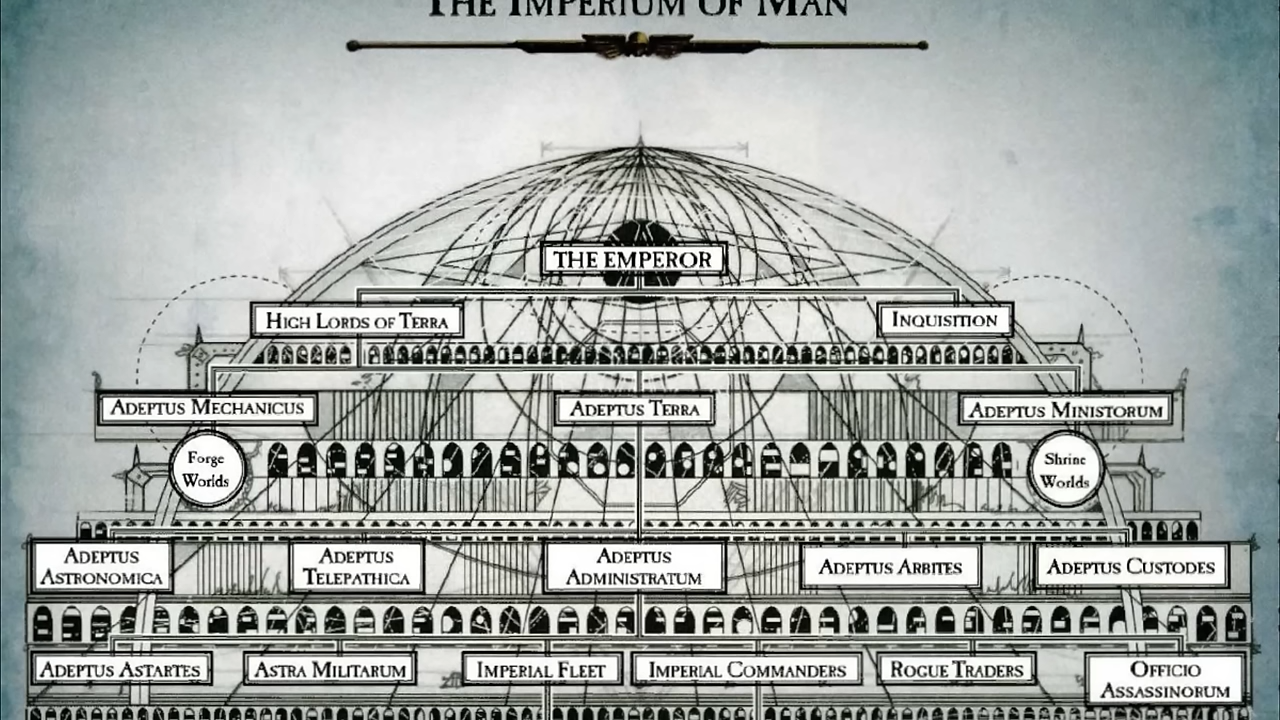 THE IMPERIUM OF MAN
THE EMPEROR
HIGH LORDS OF TERRA
INQUISITION
ADEPTUS MECHANICUS
ADEPTUS TERRA
ADEPTUS MINISTORUM
Forge
Worlds
Shrine
Worlds
ADEPTUS
ASTRONOMICA
ADEPTUS
TELEPATHICA
ADEPTUS
ADMINISTRATUM
ADEPTUS ARBITES
ADEPTUS CUSTODES
ADEPTUS ASTARTES
ASTRA MILITARUM
IMPERIAL FLEET
IMPERIAL COMMANDERS
ROGUE TRADERS
OFFICIO
ASSASSINORUM